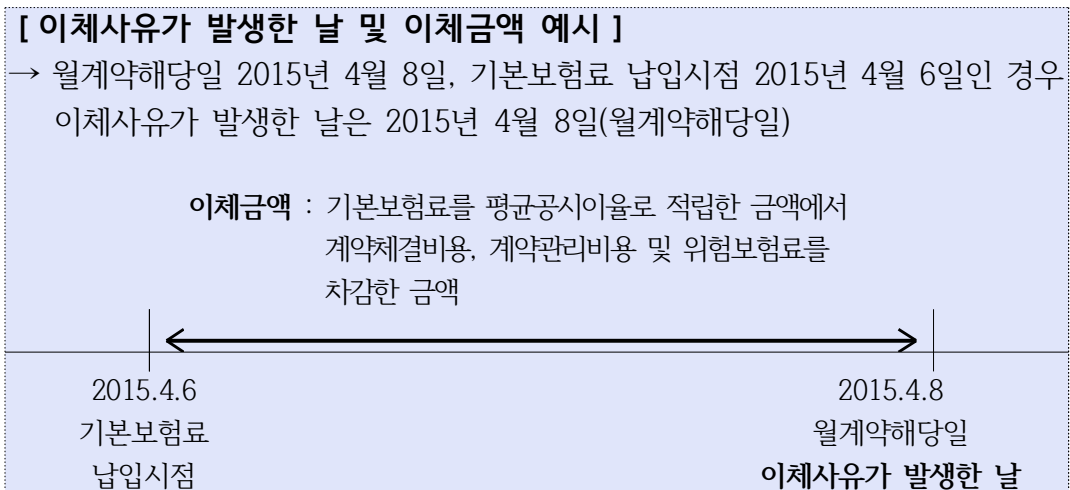 [ 이체사유가 발생한 날 및 이체금액 예시 ]
→ 월계약해당일 2015년 4월 8일, 기본보험료 납입시점 2015년 4월 6일인 경우
이체사유가 발생한 날은 2015년 4월 8일(월계약해당일)
이체금액 : 기본보험료를 평균공시이율로 적립한 금액에서
계약체결비용, 계약관리비용 및 위험보험료를
차감한 금액
2015.4.6 2015.4.8
기본보험료 월계약해당일
납입시점 이체사유가 발생한 날